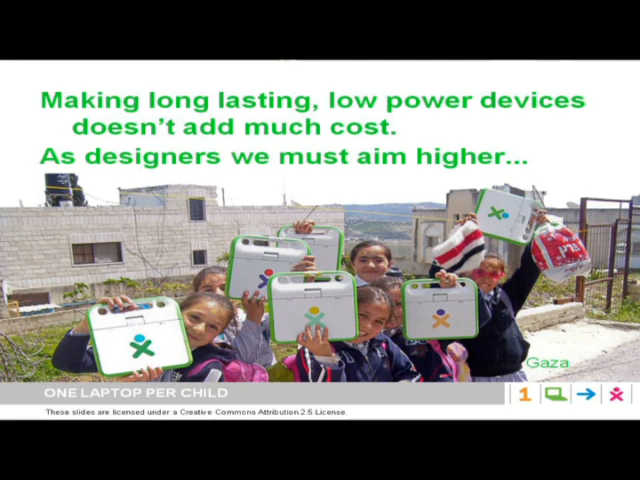 Making long lasting, low power devices
doesn't add much cost.
As designers we must aim higher...
Gaza
ONE LAPTOP PER CHILD
1
These slides are licensed under a Creative Commons Attribution 2.5 License.